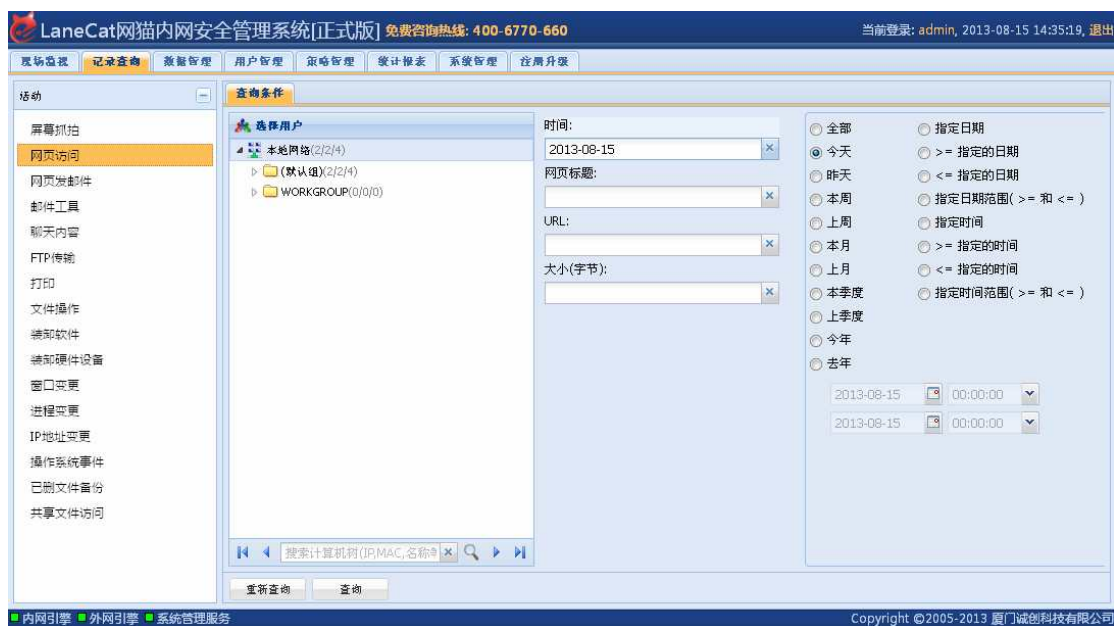 LaneCat网猫内网安全管理系统[正式版] 免费咨询热线: 400-6770-660
当前登录: admin, 2013-08-15 14:35:19, 退出
现场监视 记录查询 数据管理 用户管理 策略管理 统计报表 系统管理 注册升级
活动
屏幕抓拍
网页访问
网页发邮件
邮件工具
聊天内容
FTP传输
打印
文件操作
装卸软件
装卸硬件设备
窗口变更
进程变更
IP地址变更
操作系统事件
已删文件备份
共享文件访问
查询条件
选择用户
本地网络(2/2/4)
(默认组)(2/2/4)
WORKGROUP(0/0/0)
搜索计算机树(IP,MAC,名称
时间:
2013-08-15
网页标题:
URL:
大小(字节):
全部
今天
昨天
本周
上周
本月
上月
本季度
上季度
今年
去年
指定日期
>= 指定的日期
<= 指定的日期
指定日期范围( >= 和 <= )
指定时间
>= 指定的时间
<= 指定的时间
指定时间范围( >= 和 <= )
2013-08-15 00:00:00
2013-08-15 00:00:00
重新查询 查询
内网引擎 外网引擎 系统管理服务
Copyright ©2005-2013 厦门诚创科技有限公司